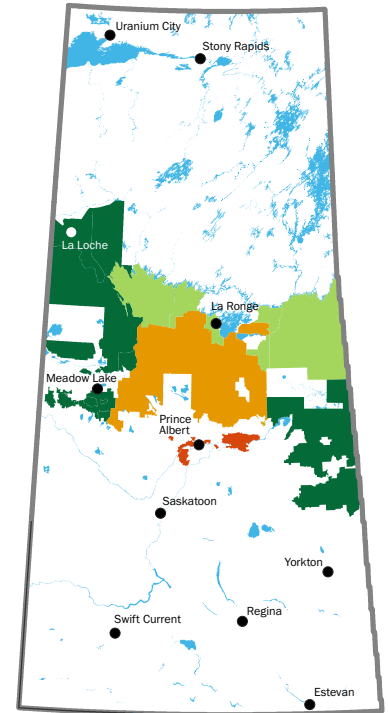 Uranium City
Stony Rapids
La Loche
La Ronge
Meadow Lake
Prince
Albert
Saskatoon
Yorkton
Regina
Swift Current
Estevan